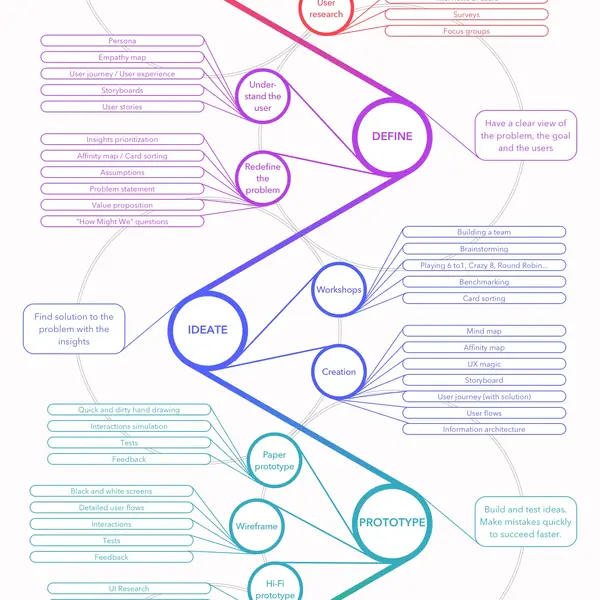 User
research
Surveys
Focus groups
Persona
Empathy map
User journey / User experience
Storyboards
User stories
Under-
stand the
user
DEFINE
Have a clear view of
the problem, the goal
and the users
Insights prioritization
Affinity map / Card sorting
Assumptions
Problem statement
Value proposition
"How Might We" questions
Redefine
the
problem
Building a team
Brainstorming
Playing 6 to1, Crazy 8, Round Robin...
Benchmarking
Card sorting
Workshops
Find solution to the
problem with the
insights
IDEATE
Mind map
Affinity map
UX magic
Storyboard
User journey (with solution)
User flows
Information architecture
Creation
Quick and dirty hand drawing
Interactions simulation
Tests
Feedback
Paper
prototype
Black and white screens
Detailed user flows
Interactions
Tests
Feedback
Wireframe
PROTOTYPE
Build and test ideas.
Make mistakes quickly
to succeed faster.
UI Research
Hi-Fi
prototype